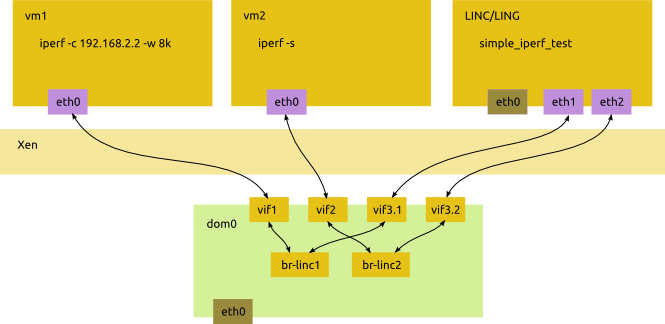 vm1
vm2
LINC/LING
iperf -c 192.168.2.2 -w 8k
iperf -s
simple_iperf_test
eth0
eth0
eth0
eth1
eth2
Xen
vif1
vif2
vif3.1
vif3.2
dom0
br-linc1
br-linc2
eth0